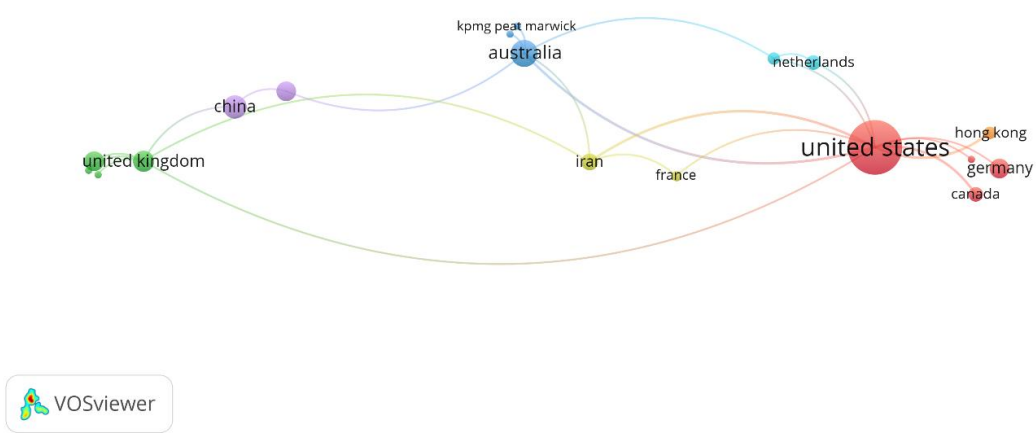 kpmg peat marwick
australia
netherlands
china
united states
hong kong
united kingdom
iran
germany
france
canada
VOSviewer